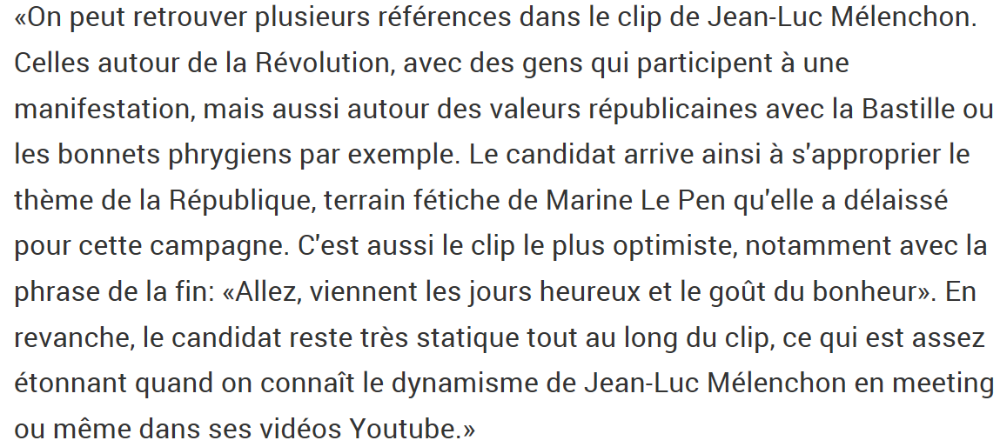 «On peut retrouver plusieurs références dans le clip de Jean-Luc Mélenchon.
Celles autour de la Révolution, avec des gens qui participent à une
manifestation, mais aussi autour des valeurs républicaines avec la Bastille ou
les bonnets phrygiens par exemple. Le candidat arrive ainsi à s'approprier le
thème de la République, terrain fétiche de Marine Le Pen qu'elle a délaissé
pour cette campagne. C'est aussi le clip le plus optimiste, notamment avec la
phrase de la fin: «Allez, viennent les jours heureux et le goût du bonheur». En
revanche, le candidat reste très statique tout au long du clip, ce qui est assez
étonnant quand on connaît le dynamisme de Jean-Luc Mélenchon en meeting
ou même dans ses vidéos Youtube.»